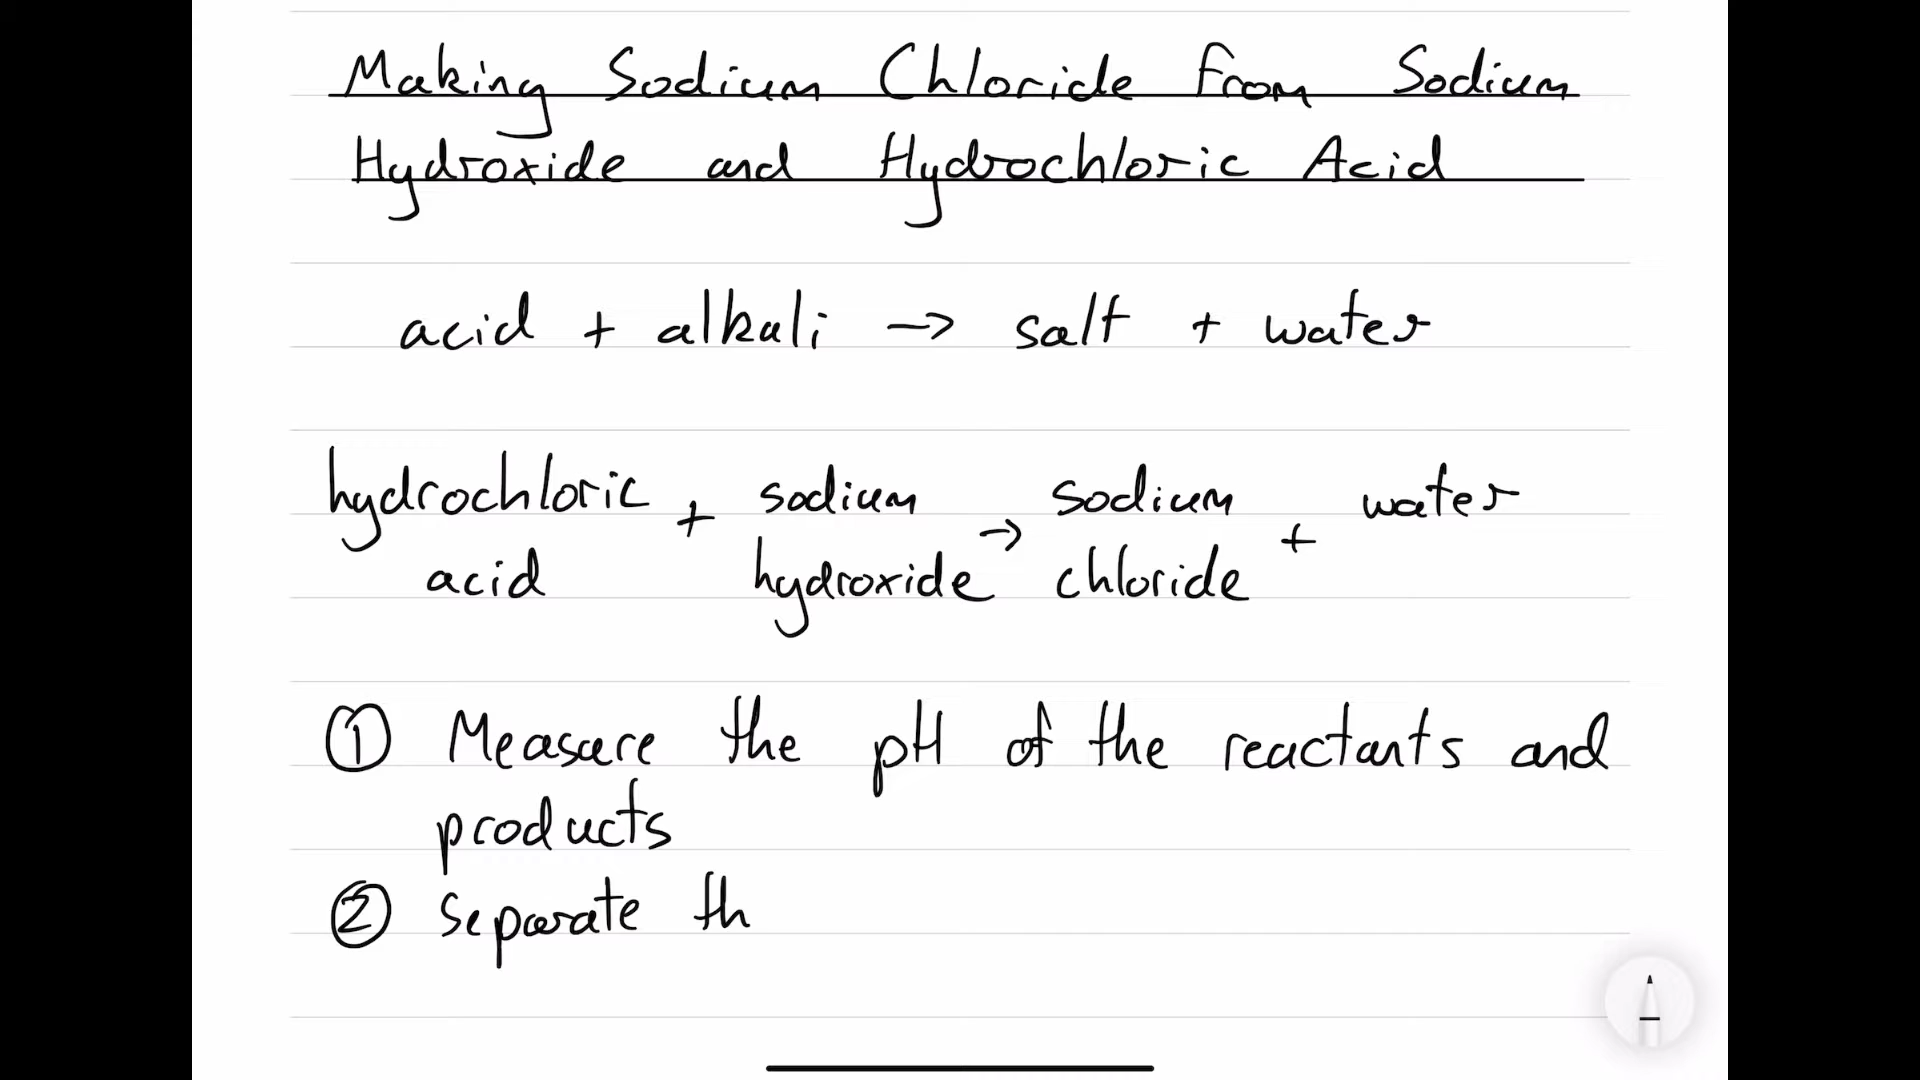 Making Sodium Chloride From Sodium
Hydroxide and Hydrochloric Acid
acid + alkali → salt + water
hydrochloric + sodium → sodium + water
acid hydroxide chloride
① Measure the pH of the reactants and
products
② Separate th